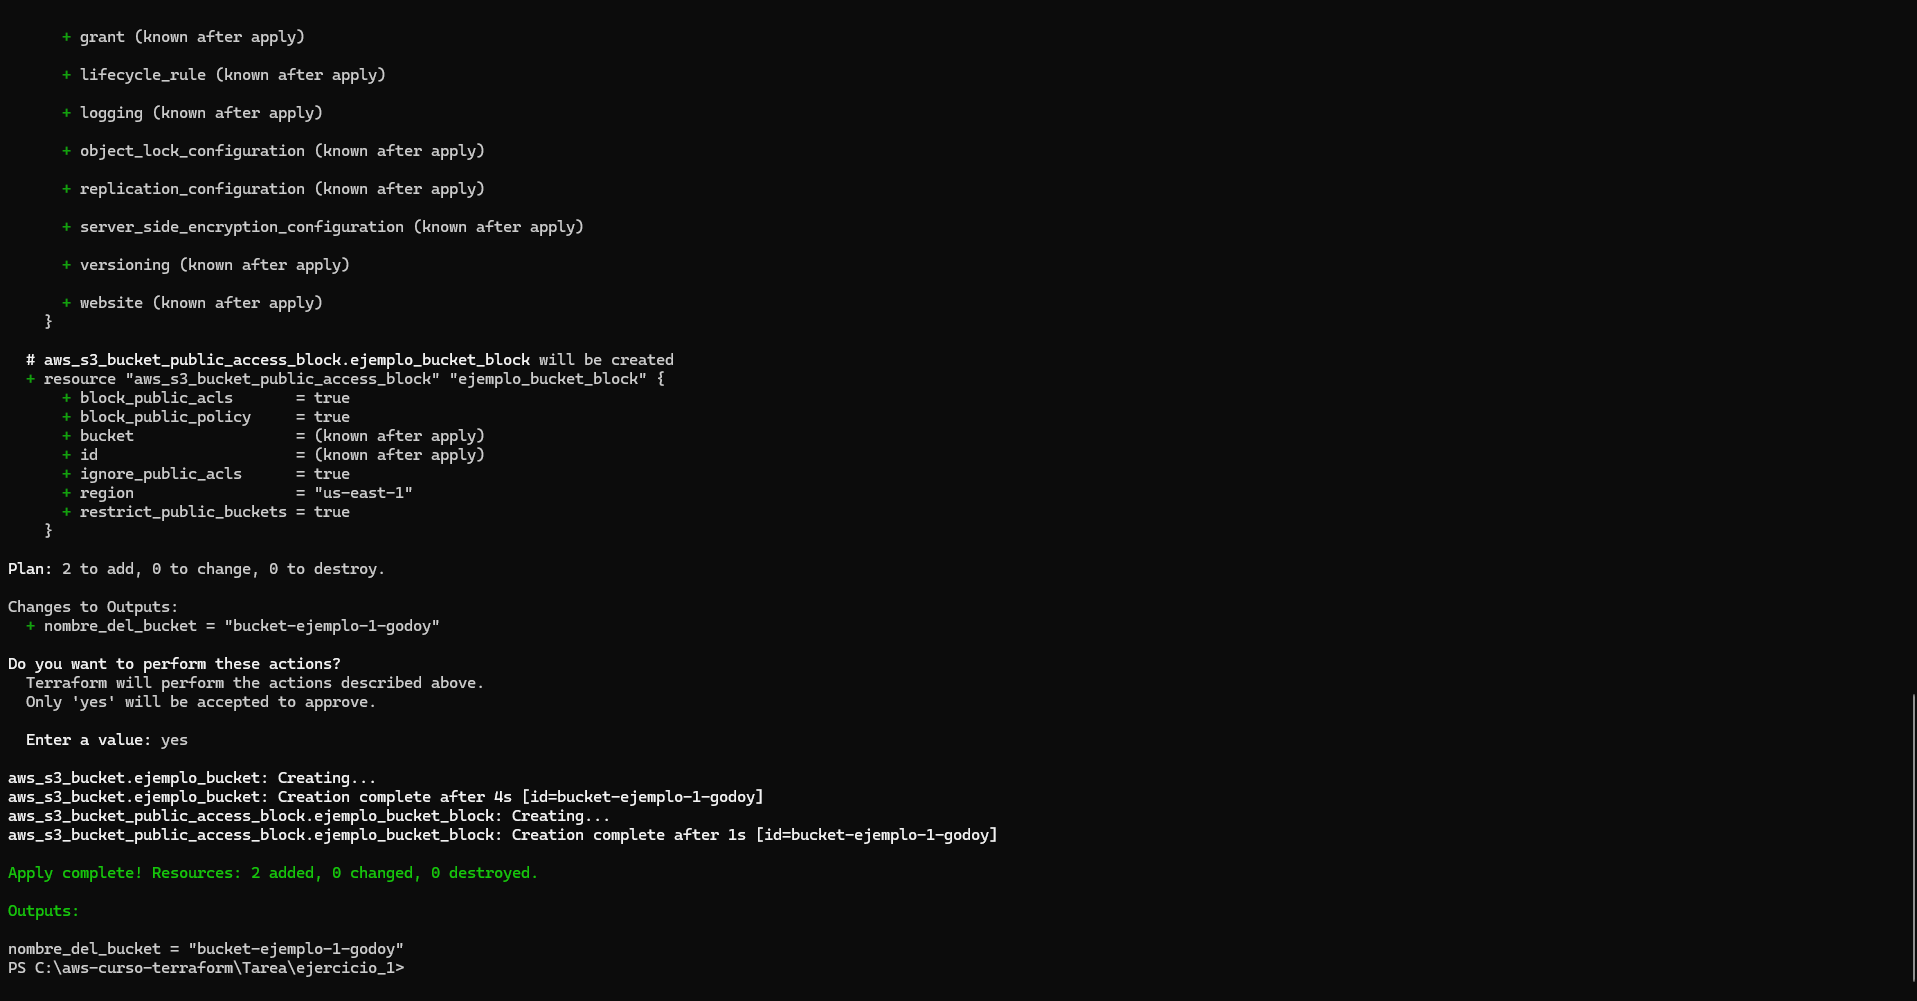 + grant (known after apply)
+ lifecycle_rule (known after apply)
+ logging (known after apply)
+ object_lock_configuration (known after apply)
+ replication_configuration (known after apply)
+ server_side_encryption_configuration (known after apply)
+ versioning (known after apply)
+ website (known after apply)
}
# aws_s3_bucket_public_access_block.ejemplo_bucket_block will be created
+ resource "aws_s3_bucket_public_access_block" "ejemplo_bucket_block" {
+ block_public_acls       = true
+ block_public_policy     = true
+ bucket                  = (known after apply)
+ id                      = (known after apply)
+ ignore_public_acls      = true
+ region                  = "us-east-1"
+ restrict_public_buckets = true
}
Plan: 2 to add, 0 to change, 0 to destroy.
Changes to Outputs:
+ nombre_del_bucket = "bucket-ejemplo-1-godoy"
Do you want to perform these actions?
Terraform will perform the actions described above.
Only 'yes' will be accepted to approve.
Enter a value: yes
aws_s3_bucket.ejemplo_bucket: Creating...
aws_s3_bucket.ejemplo_bucket: Creation complete after 4s [id=bucket-ejemplo-1-godoy]
aws_s3_bucket_public_access_block.ejemplo_bucket_block: Creating...
aws_s3_bucket_public_access_block.ejemplo_bucket_block: Creation complete after 1s [id=bucket-ejemplo-1-godoy]
Apply complete! Resources: 2 added, 0 changed, 0 destroyed.
Outputs:
nombre_del_bucket = "bucket-ejemplo-1-godoy"
PS C:\aws-curso-terraform\Tarea\ejercicio_1>